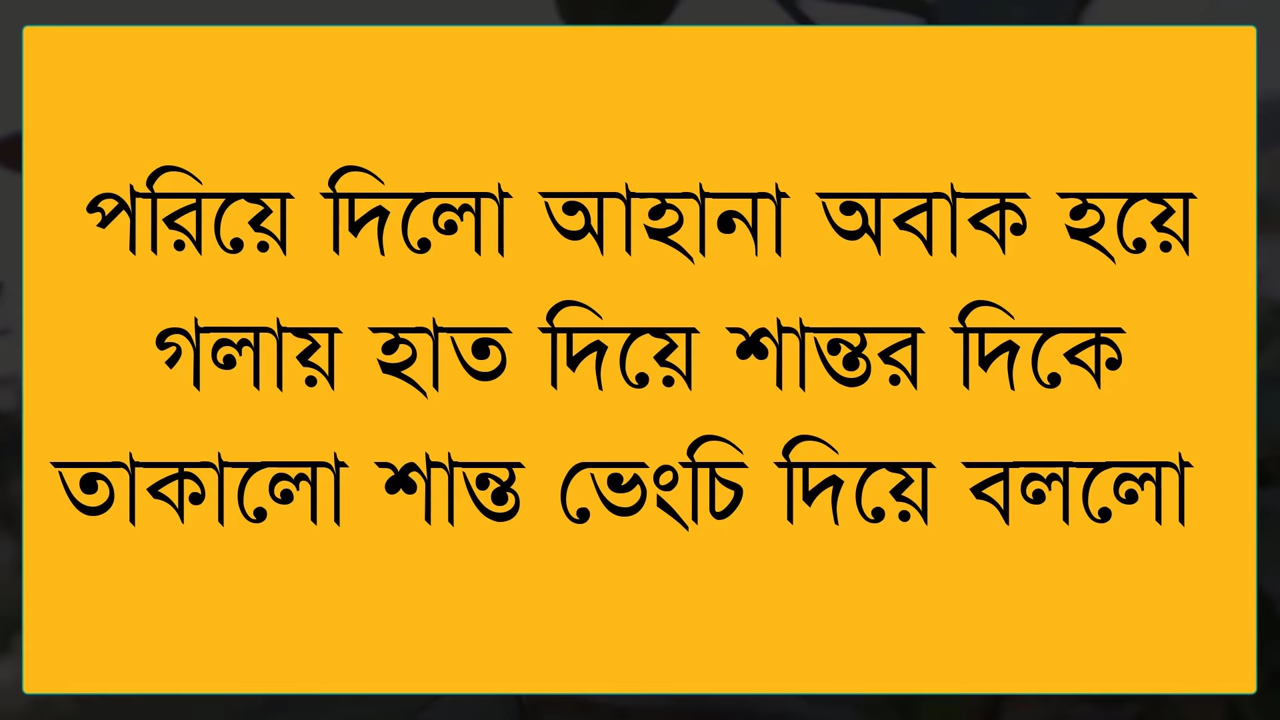 পরিয়ে দিলো আহানা অবাক হয়ে
গলায় হাত দিয়ে শান্তর দিকে
তাকালো শান্ত ভেংচি দিয়ে বললো